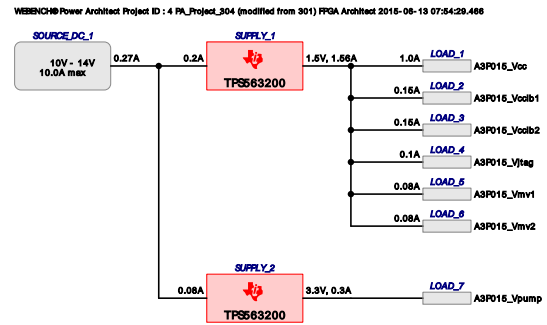 WEBENCH® Power Architect Project ID : 4 PA_Project_304 (modified from 301) FPGA Architect 2015-06-13 07:54:29.466
SOURCE_DC_1
10V - 14V
10.0A max
0.27A
SUPPLY_1
0.2A
TPS563200
1.5V, 1.56A
1.0A
LOAD_1
A3P015_Vcc
0.15A
LOAD_2
A3P015_Vccib1
0.15A
LOAD_3
A3P015_Vccib2
0.1A
LOAD_4
A3P015_Vjtag
0.08A
LOAD_5
A3P015_Vmv1
0.08A
LOAD_6
A3P015_Vmv2
SUPPLY_2
0.08A
TPS563200
3.3V, 0.3A
LOAD_7
A3P015_Vpump